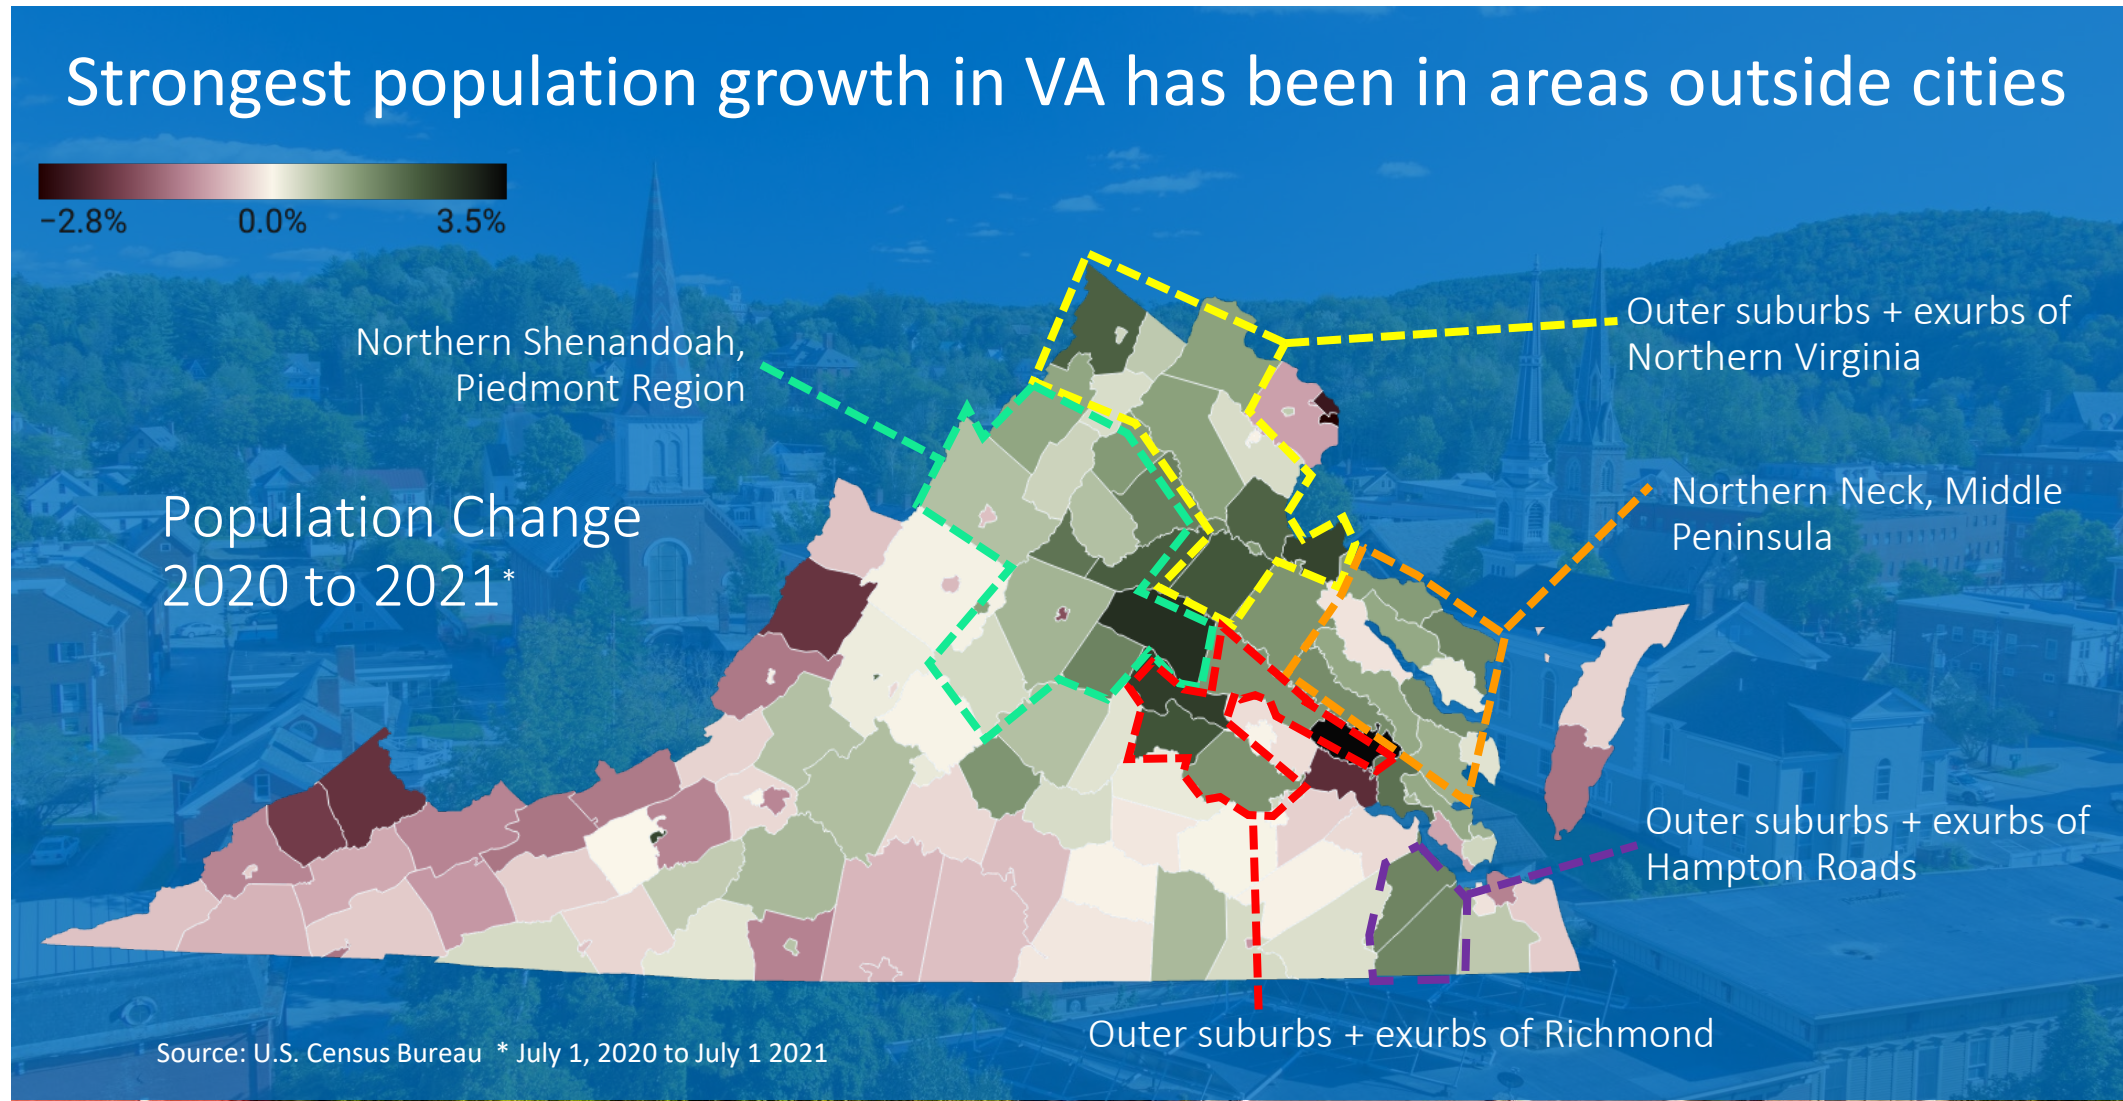 Strongest population growth in VA has been in areas outside cities
−2.8%
0.0%
3.5%
Outer suburbs + exurbs of
Northern Virginia
Northern Shenandoah,
Piedmont Region
Northern Neck, Middle
Peninsula
Population Change
2020 to 2021*
Outer suburbs + exurbs of
Hampton Roads
Outer suburbs + exurbs of Richmond
Source: U.S. Census Bureau * July 1, 2020 to July 1 2021